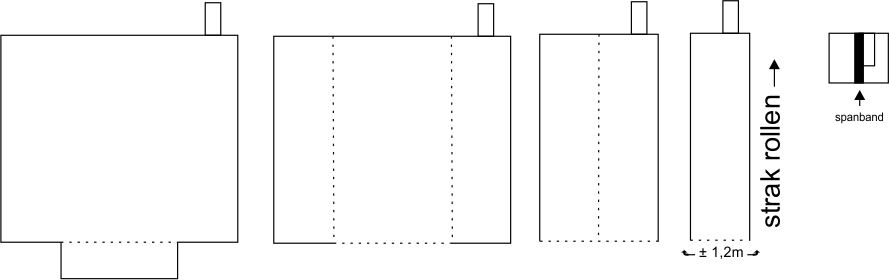 strak rollen
± 1,2m
spanband